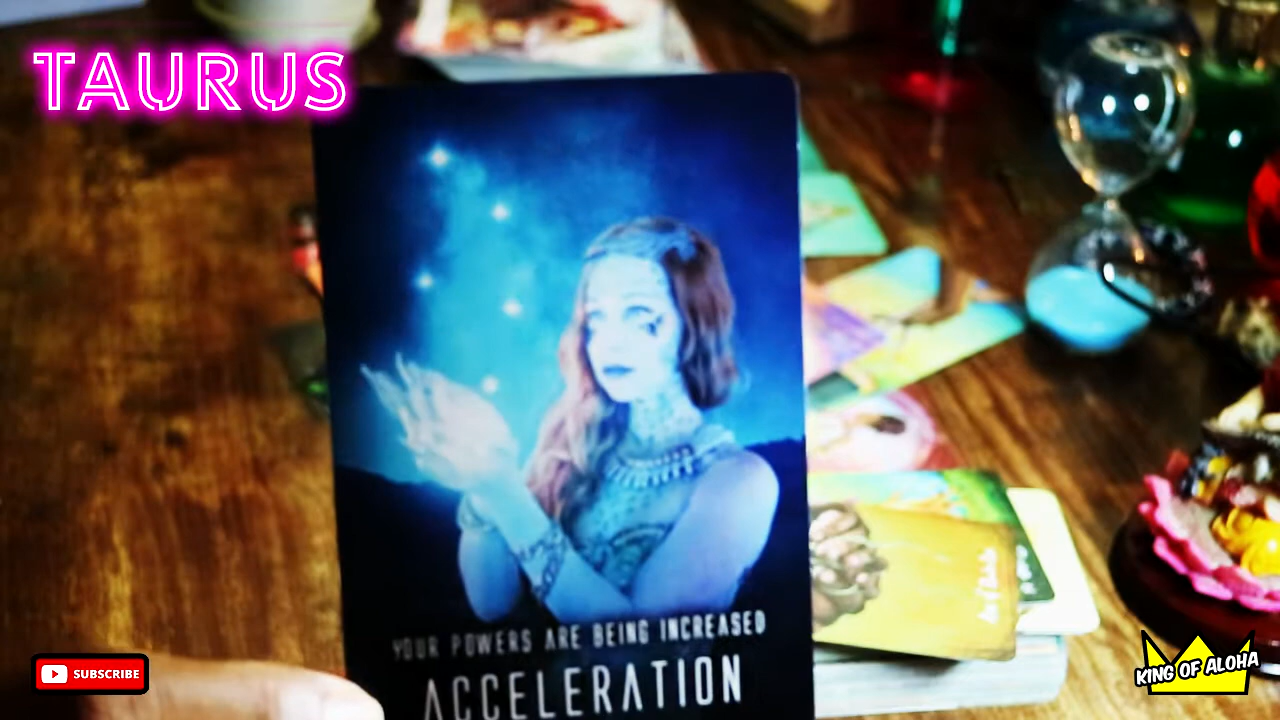 TAURUS
YOUR POWERS ARE BEING INCREASED
ACCELERATION
SUBSCRIBE
KING OF ALOHA